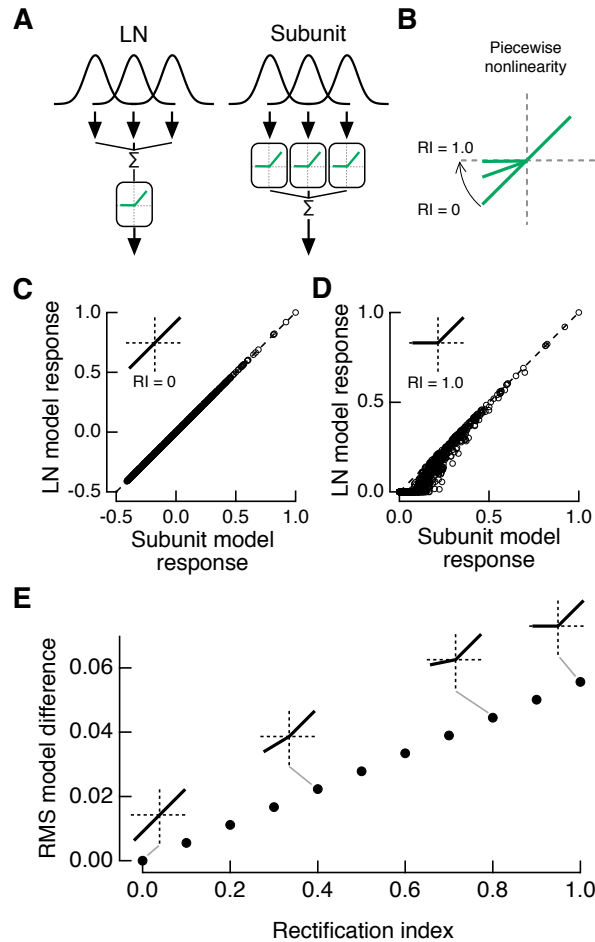 A
LN
Subunit
Σ
Σ
B
Piecewise
nonlinearity
RI = 1.0
RI = 0
C
LN model response
1.0
0.5
0.0
-0.5
RI = 0
-0.5 0.0 0.5 1.0
Subunit model
response
D
LN model response
1.0
0.5
0.0
RI = 1.0
0.0 0.5 1.0
Subunit model
response
E
RMS model difference
0.06
0.04
0.02
0.00
0.0 0.2 0.4 0.6 0.8 1.0
Rectification index